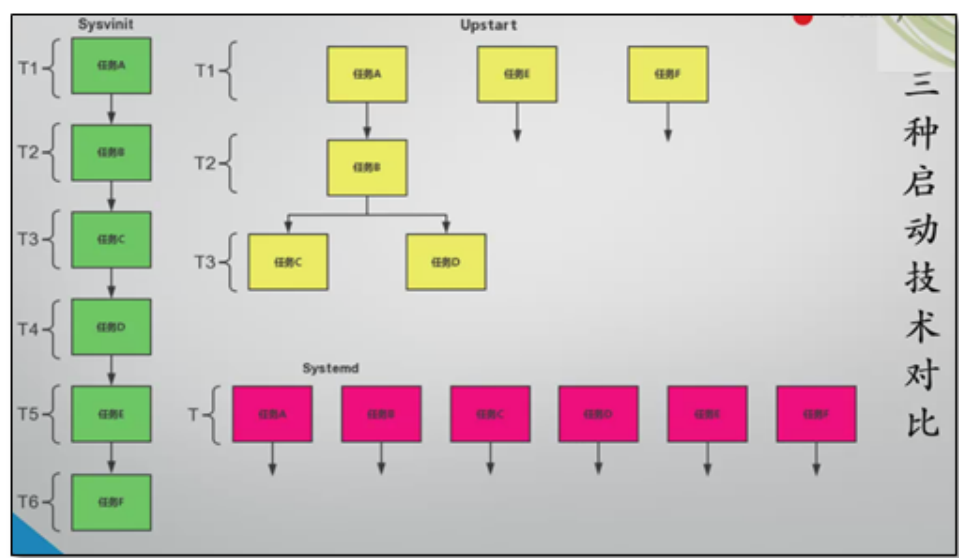 Sysvinit
T1
任务A
T2
任务B
T3
任务C
T4
任务D
T5
任务E
T6
任务F
Upstart
T1
任务A
任务E
任务F
T2
任务B
T3
任务C
任务D
Systemd
T
任务A
任务B
任务C
任务D
任务E
任务F
三种启动技术对比